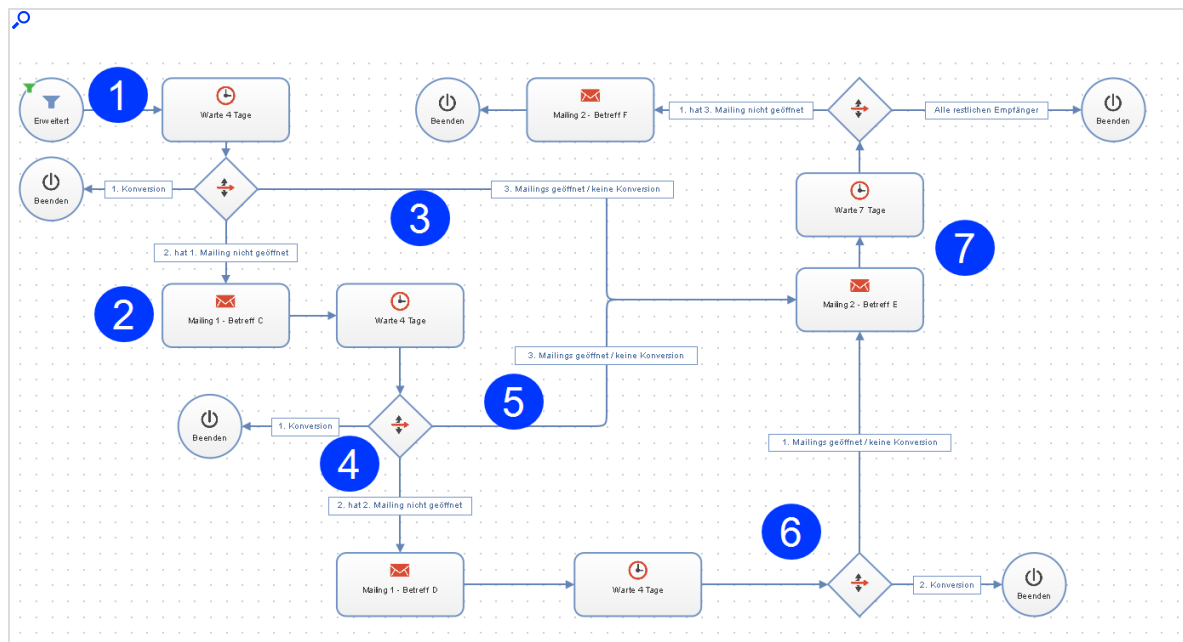 1
Erweitert
Warte 4 Tage
Beenden
Mailing 2 - Betreff F
1. hat 3. Mailing nicht geöffnet
Alle restlichen Empfänger
Beenden
Beenden
1. Konversion
3. Mailings geöffnet / keine Konversion
3
Warte 7 Tage
7
2. hat 1. Mailing nicht geöffnet
2
Mailing 1 - Betreff C
Warte 4 Tage
Mailing 2 - Betreff E
3. Mailings geöffnet / keine Konversion
5
Beenden
1. Konversion
4
1. Mailings geöffnet / keine Konversion
2. hat 2. Mailing nicht geöffnet
6
Mailing 1 - Betreff D
Warte 4 Tage
2. Konversion
Beenden